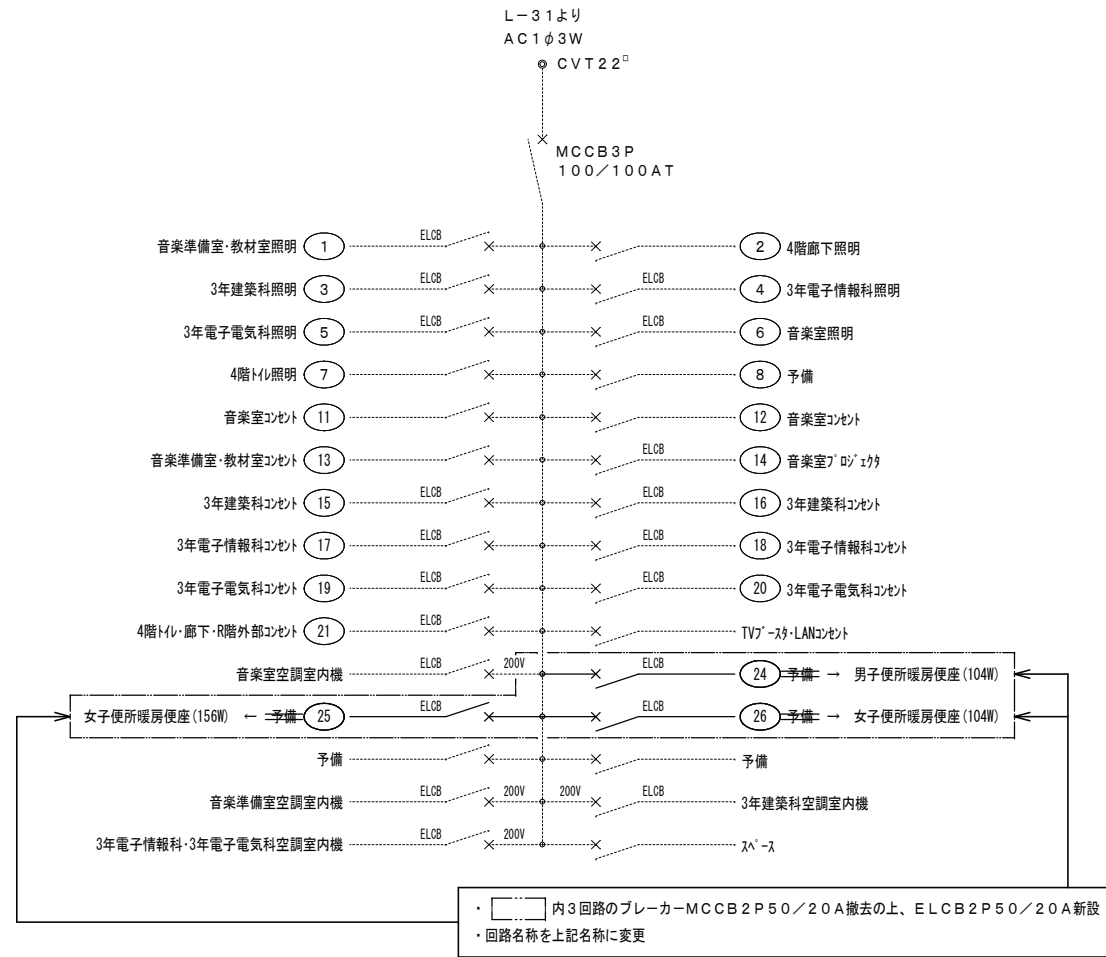 L－31より
AC1φ3W
CVT22□
MCCB3P
100／100AT
音楽準備室・教材室照明 1 ELCB 2 4階廊下照明
3年建築科照明 3 ELCB ELCB 4 3年電子情報科照明
3年電子電気科照明 5 ELCB ELCB 6 音楽室照明
4階ﾄｲﾚ照明 7 8 予備
音楽室ｺﾝｾﾝﾄ 11 12 音楽室ｺﾝｾﾝﾄ
音楽準備室・教材室ｺﾝｾﾝﾄ 13 ELCB 14 音楽室ﾌﾟﾛｼﾞｪｸﾀ
3年建築科ｺﾝｾﾝﾄ 15 ELCB ELCB 16 3年建築科ｺﾝｾﾝﾄ
3年電子情報科ｺﾝｾﾝﾄ 17 ELCB ELCB 18 3年電子情報科ｺﾝｾﾝﾄ
3年電子電気科ｺﾝｾﾝﾄ 19 ELCB ELCB 20 3年電子電気科ｺﾝｾﾝﾄ
4階ﾄｲﾚ・廊下・R階外部ｺﾝｾﾝﾄ 21 ELCB TVﾌﾞｰｽﾀ・LANｺﾝｾﾝﾄ
音楽室空調室内機 ELCB 200V ELCB 24 予備 → 男子便所暖房便座(104W)
女子便所暖房便座(156W) ← 予備 25 ELCB ELCB 26 予備 → 女子便所暖房便座(104W)
予備 予備
音楽準備室空調室内機 ELCB 200V 200V ELCB 3年建築科空調室内機
3年電子情報科・3年電子電気科空調室内機 ELCB 200V ｽﾍﾟｰｽ
・ 内3回路のブレーカーMCCB2P50／20A撤去の上、ELCB2P50／20A新設
・回路名称を上記名称に変更